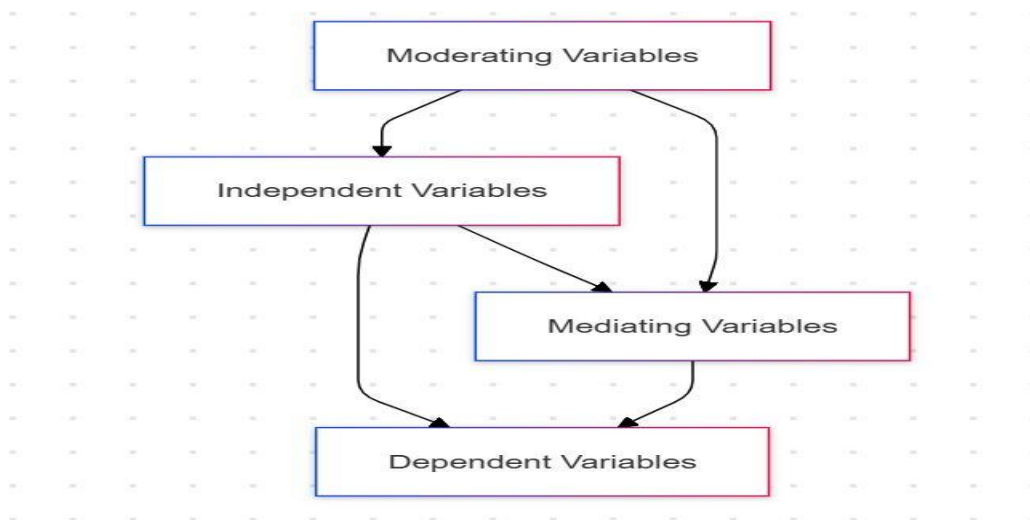 Moderating Variables
Independent Variables
Mediating Variables
Dependent Variables